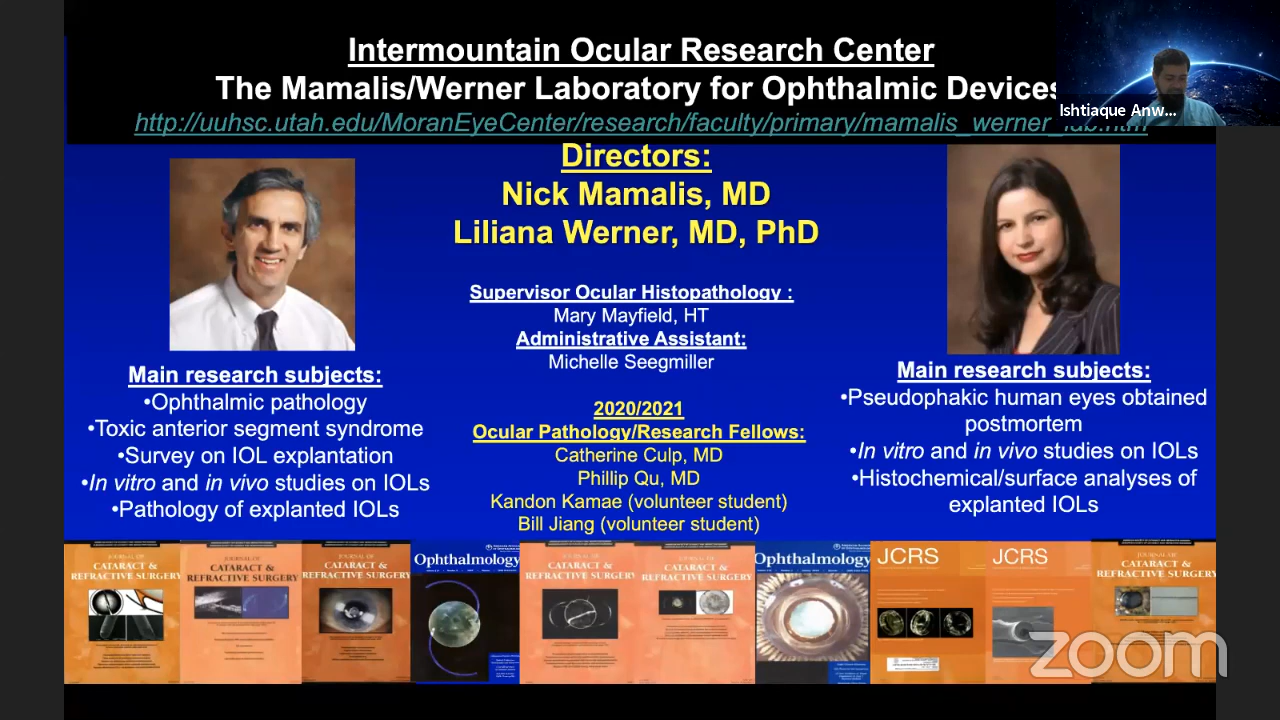 Intermountain Ocular Research Center
The Mamalis/Werner Laboratory for Ophthalmic Devices
http://uuhsc.utah.edu/MoranEyeCenter/research/faculty/primary/mamalis_werner_lab.htm
Ishtiaque Anw...
Directors:
Nick Mamalis, MD
Liliana Werner, MD, PhD
Supervisor Ocular Histopathology :
Mary Mayfield, HT
Administrative Assistant:
Michelle Seegmiller
2020/2021
Ocular Pathology/Research Fellows:
Catherine Culp, MD
Phillip Qu, MD
Kandon Kamae (volunteer student)
Bill Jiang (volunteer student)
Main research subjects:
•Ophthalmic pathology
•Toxic anterior segment syndrome
•Survey on IOL explantation
•In vitro and in vivo studies on IOLs
•Pathology of explanted IOLs
Main research subjects:
•Pseudophakic human eyes obtained
postmortem
•In vitro and in vivo studies on IOLs
•Histochemical/surface analyses of
explanted IOLs
JOURNAL OF
CATARACT &
REFRACTIVE SURGERY
JOURNAL OF
CATARACT &
REFRACTIVE SURGERY
JOURNAL OF
CATARACT &
REFRACTIVE SURGERY
Ophthalmology
JOURNAL OF
CATARACT &
REFRACTIVE SURGERY
JOURNAL OF
CATARACT &
REFRACTIVE SURGERY
Ophthalmology
JCRS
JCRS
JOURNAL OF
CATARACT &
REFRACTIVE SURGERY
zoom